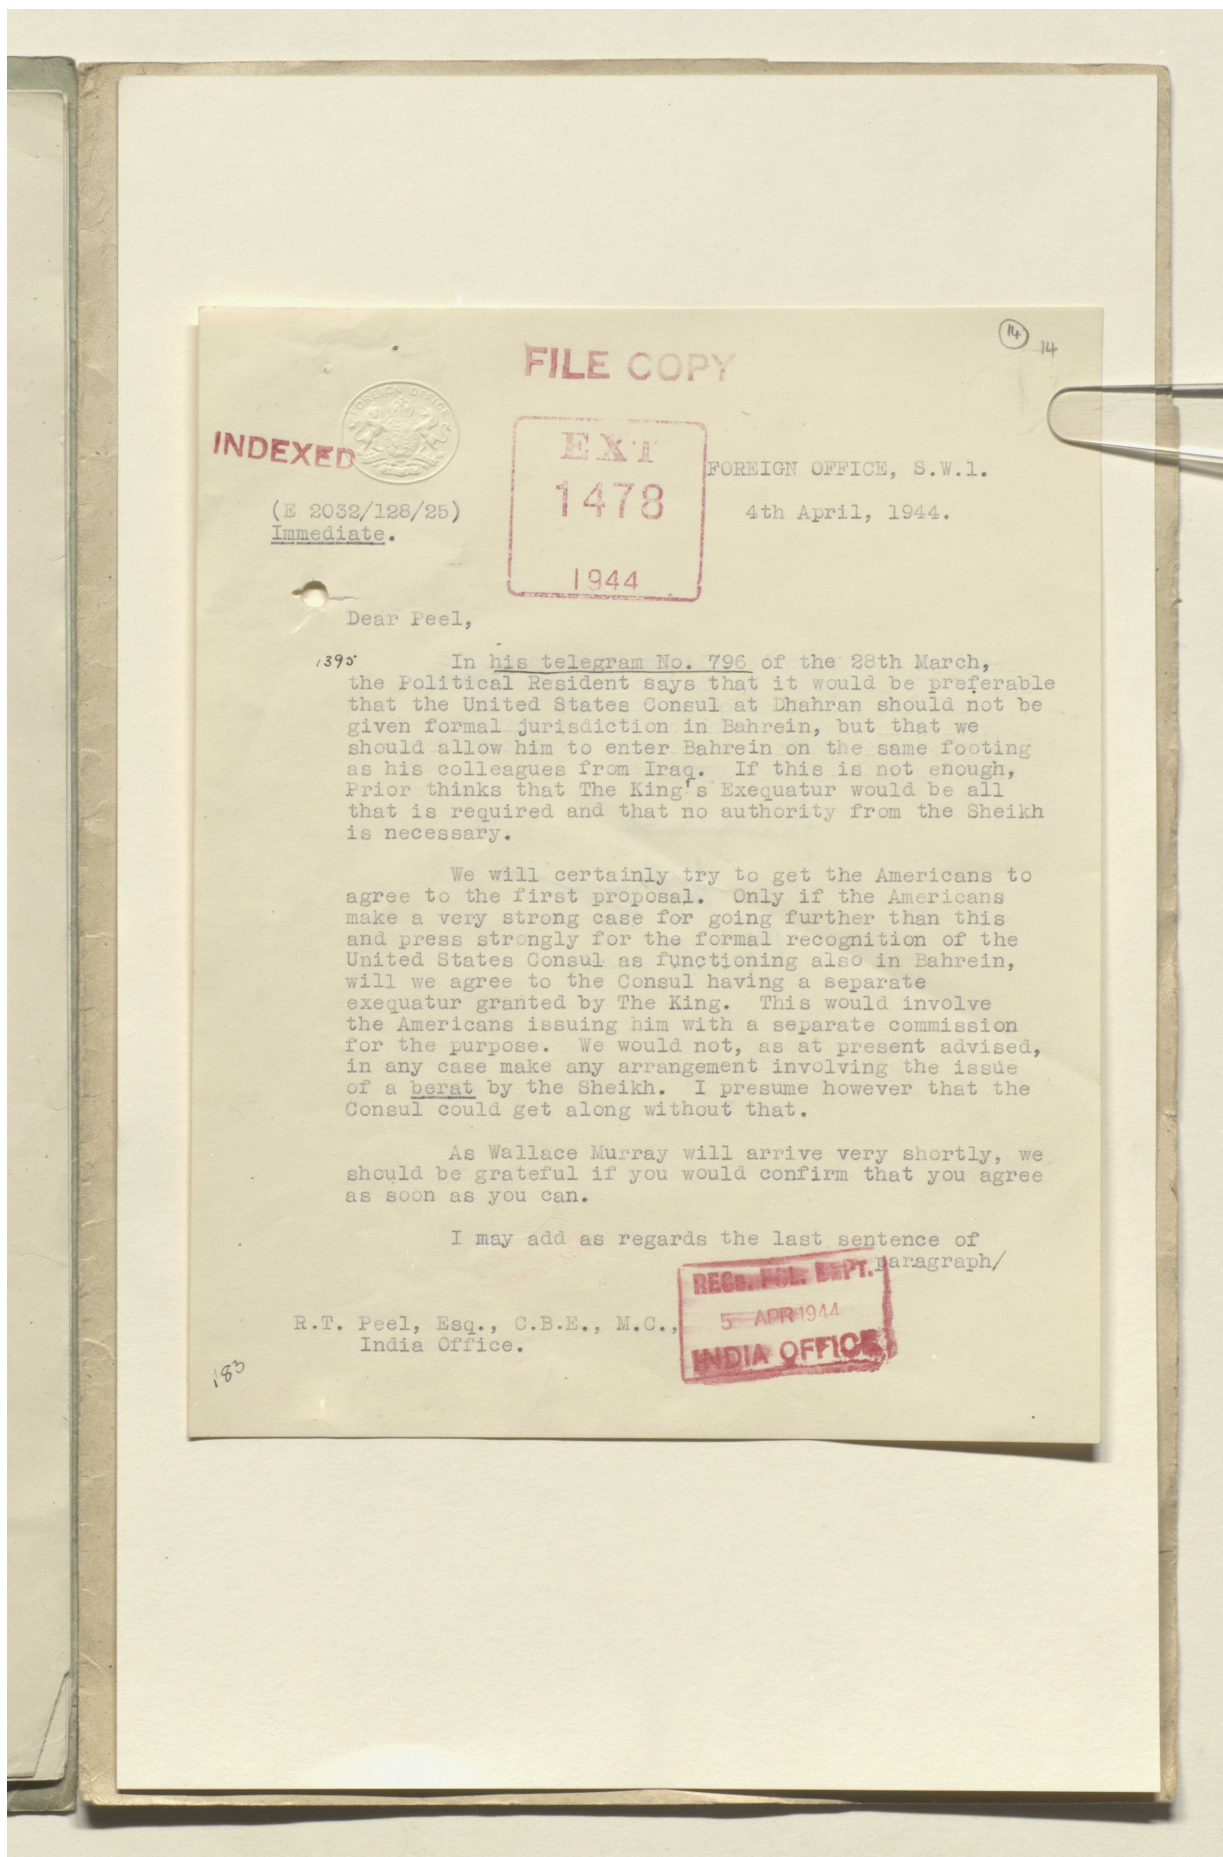 14
14
FILE COPY
FOREIGN OFFICE
INDEXED
EXT
1478
1944
FOREIGN OFFICE, S.W.1.
(E 2032/128/25)
4th April, 1944.
Immediate.
Dear Peel,
1395
In his telegram No. 796 of the 28th March,
the Political Resident says that it would be preferable
that the United States Consul at Dhahran should not be
given formal jurisdiction in Bahrein, but that we
should allow him to enter Bahrein on the same footing
as his colleagues from Iraq. If this is not enough,
Prior thinks that The King's Exequatur would be all
that is required and that no authority from the Sheikh
is necessary.
We will certainly try to get the Americans to
agree to the first proposal. Only if the Americans
make a very strong case for going further than this
and press strongly for the formal recognition of the
United States Consul as functioning also in Bahrein,
will we agree to the Consul having a separate
exequatur granted by The King. This would involve
the Americans issuing him with a separate commission
for the purpose. We would not, as at present advised,
in any case make any arrangement involving the issue
of a berat by the Sheikh. I presume however that the
Consul could get along without that.
As Wallace Murray will arrive very shortly, we
should be grateful if you would confirm that you agree
as soon as you can.
I may add as regards the last sentence of
paragraph/
RECD. POL. DEPT.
5 APR 1944
INDIA OFFICE
R.T. Peel, Esq., C.B.E., M.C.,
India Office.
183